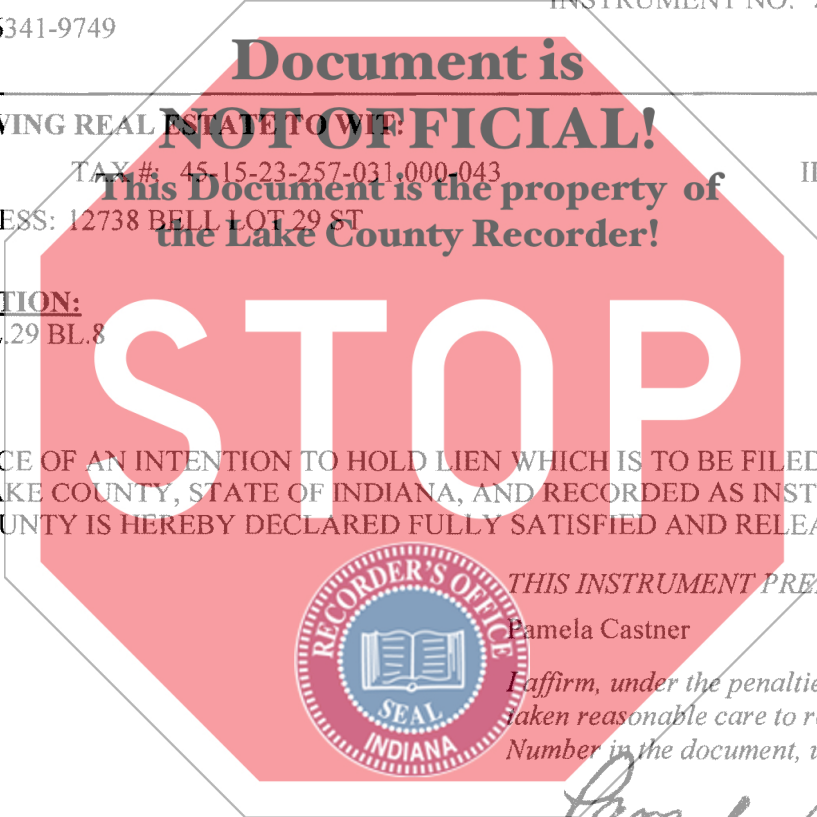 5341-9749
INSTRUMENT NO.
Document is
NOT OFFICIAL!
VING REAL ESTATE TO WIT:
TAX #: 45-15-23-257-031.000-043
This Document is the property of
ESS: 12738 BELL LOT 29 ST
the Lake County Recorder!
TION:
.29 BL.8
STOP
CE OF AN INTENTION TO HOLD LIEN WHICH IS TO BE FILED
AKE COUNTY, STATE OF INDIANA, AND RECORDED AS INST
UNTY IS HEREBY DECLARED FULLY SATISFIED AND RELEA
THIS INSTRUMENT PREP
Pamela Castner
I affirm, under the penaltie
taken reasonable care to r
Number in the document, u
RECORDER'S OFFICE
SEAL
INDIANA